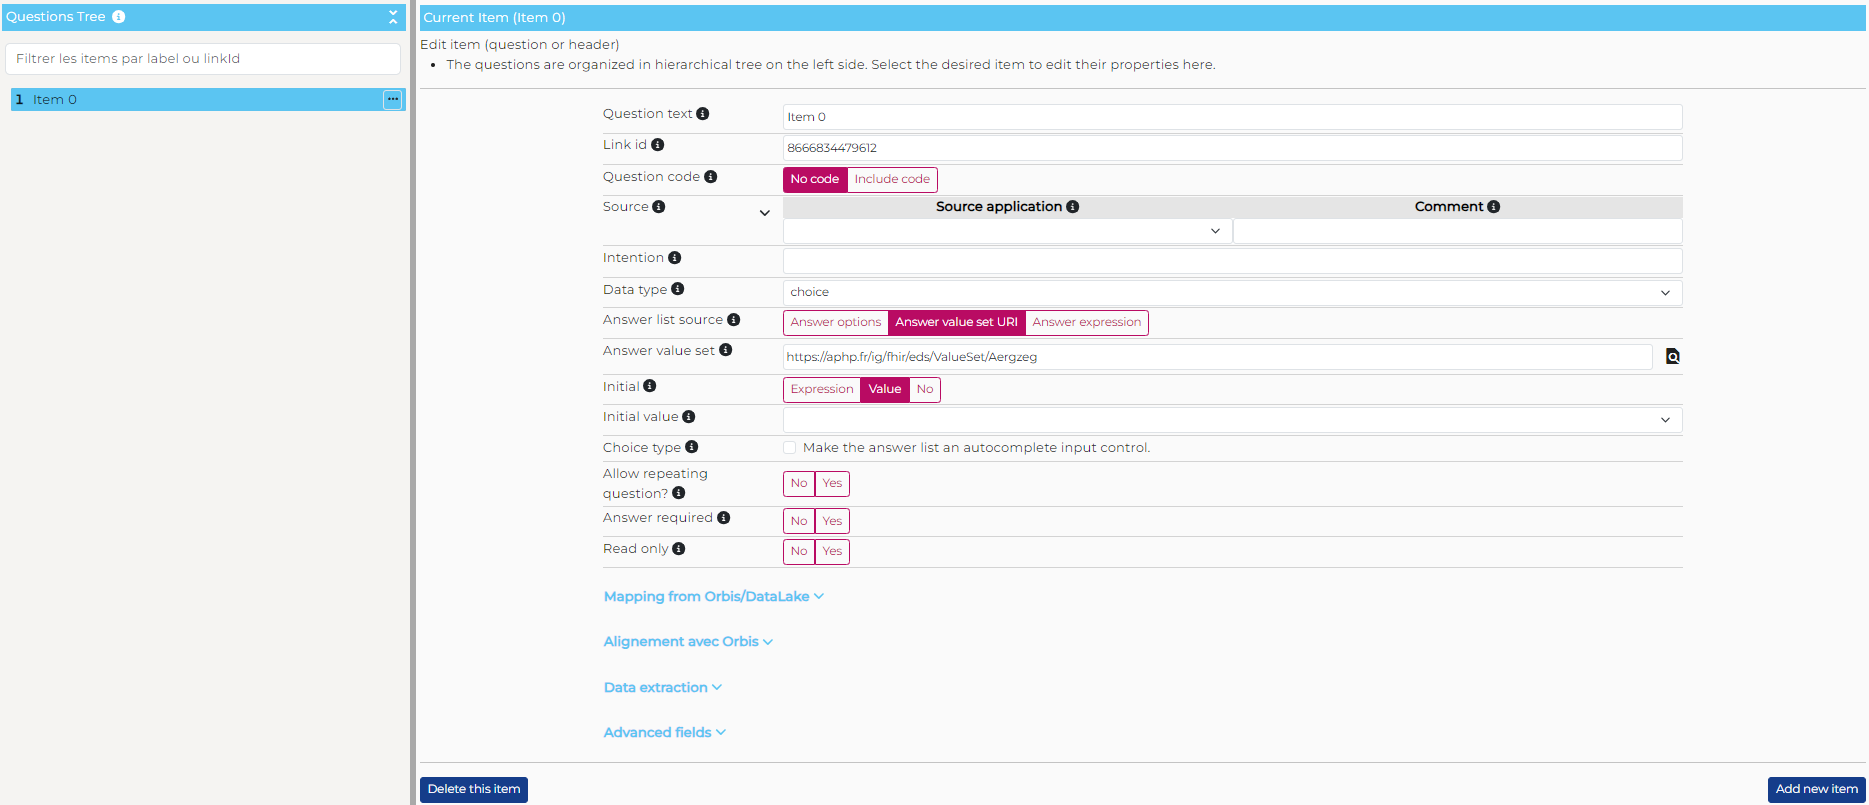 Questions Tree
Filtrer les items par label ou linkId
1 Item 0
Current Item (Item 0)
Edit item (question or header)
• The questions are organized in hierarchical tree on the left side. Select the desired item to edit their properties here.
Question text
Item 0
Link id
8666834479612
Question code
No code Include code
Source
Source application Comment
Intention
Data type
choice
Answer list source
Answer options Answer value set URI Answer expression
Answer value set
https://aphp.fr/ig/fhir/eds/ValueSet/Aergzeg
Initial
Expression Value No
Initial value
Choice type
Make the answer list an autocomplete input control.
Allow repeating
question?
No Yes
Answer required
No Yes
Read only
No Yes
Mapping from Orbis/DataLake
Alignement avec Orbis
Data extraction
Advanced fields
Delete this item
Add new item